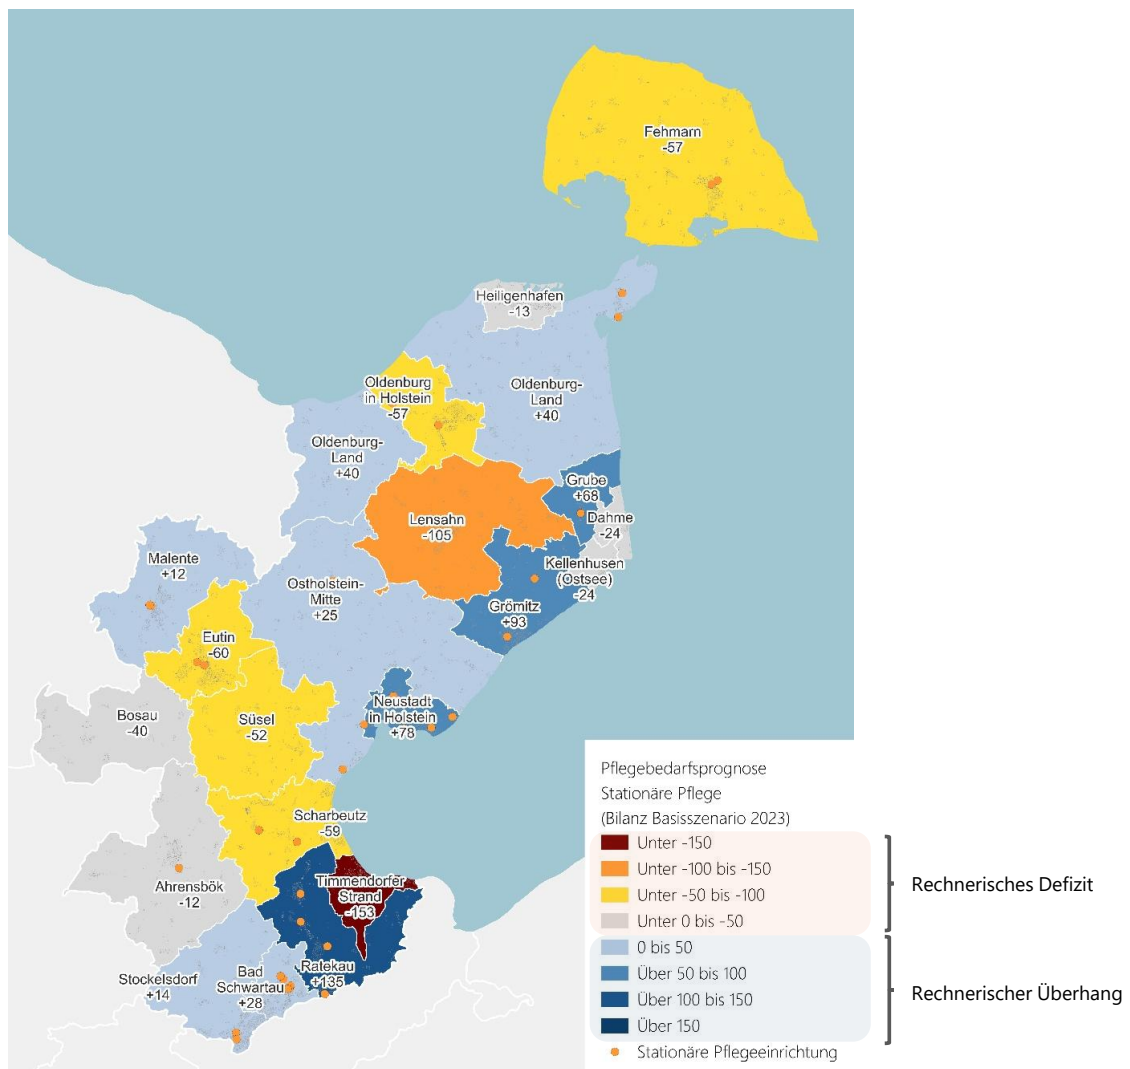 Fehmarn
-57
Heiligenhafen
-13
Oldenburg
in Holstein
-57
Oldenburg-
Land
+40
Oldenburg-
Land
+40
Grube
+68
Lensahn
-105
Dahme
-24
Malente
+12
Kellenhusen
(Ostsee)
-24
Ostholstein-
Mitte
+25
Grömitz
+93
Eutin
-60
Bosau
-40
Süsel
-52
Neustadt
in Holstein
+78
Scharbeutz
-59
Ahrensbök
-12
Timmendorfer
Strand
-153
Stockelsdorf
+14
Bad
Schwartau
+28
Ratekau
+135
Pflegebedarfsprognose
Stationäre Pflege
(Bilanz Basisszenario 2023)
Unter -150
Unter -100 bis -150
Unter -50 bis -100
Unter 0 bis -50
0 bis 50
Über 50 bis 100
Über 100 bis 150
Über 150
Stationäre Pflegeeinrichtung
Rechnerisches Defizit
Rechnerischer Überhang